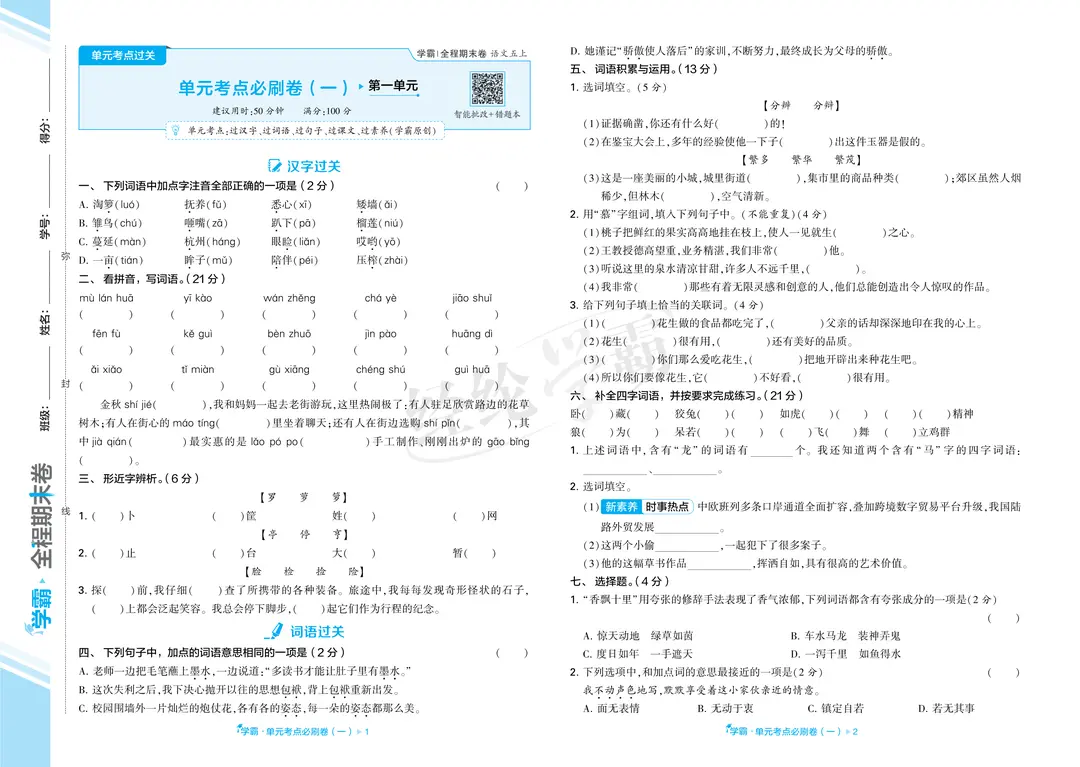 得分：
学号：
姓名：
班级：
弥
封
线
学霸·全程期末卷
单元考点过关
学霸|全程期末卷 语文五上
单元考点必刷卷（一）·第一单元
建议用时：50分钟 满分：100分
智能批改+错题本
单元考点：过汉字、过词语、过句子、过课文、过素养（学霸原创）
汉字过关
一、下列词语中加点字注音全部正确的一项是（2分） （ ）
A. 淘箩(luó) 抚养(fǔ) 悉心(xī) 矮墙(ǎi)
B. 雏鸟(chú) 咂嘴(zā) 趴下(pā) 榴莲(niú)
C. 蔓延(màn) 杭州(háng) 眼睑(liǎn) 哎哟(yō)
D. 一亩(tián) 眸子(mǔ) 陪伴(péi) 压榨(zhài)
二、看拼音，写词语。（21分）
mù lán huā yī kào wán zhěng chá yè jiāo shuǐ
（ ） （ ） （ ） （ ） （ ）
fēn fù kě guì bèn zhuō jìn pào huāng dì
（ ） （ ） （ ） （ ） （ ）
ǎi xiǎo tǐ miàn gù xiāng chéng shú guì huā
（ ） （ ） （ ） （ ） （ ）
金秋 shí jié（ ），我和妈妈一起去老街游玩，这里热闹极了：有人驻足欣赏路边的花草
树木；有人在街心的 máo tíng（ ）里坐着聊天；还有人在街边选购 shí pǐn（ ），其
中 jià qián（ ）最实惠的是 lǎo pó po（ ）手工制作、刚刚出炉的 gāo bǐng
（ ）。
三、形近字辨析。（6分）
【罗 萝 箩】
1.（ ）卜 （ ）筐 姓（ ） （ ）网
【亭 停 亨】
2.（ ）止 （ ）台 大（ ） 暂（ ）
【脸 检 捡 险】
3. 探（ ）前，我仔细（ ）查了所携带的各种装备。旅途中，我每每发现奇形怪状的石子，
（ ）上都会泛起笑容。我总会停下脚步，（ ）起它们作为行程的纪念。
词语过关
四、下列句子中，加点的词语意思相同的一项是（2分） （ ）
A. 老师一边把毛笔蘸上墨水，一边说道：“多读书才能让肚子里有墨水。”
B. 这次失利之后，我下决心抛开以往的思想包袱，背上包袱重新出发。
C. 校园围墙外一片灿烂的炮仗花，各有各的姿态，每一朵的姿态都那么美。
学霸·单元考点必刷卷（一）·1
D. 她谨记“骄傲使人落后”的家训，不断努力，最终成长为父母的骄傲。
五、词语积累与运用。（13分）
1. 选词填空。（5分）
【分辩 分辨】
（1）证据确凿，你还有什么好（ ）的！
（2）在鉴宝大会上，多年的经验使他一下子（ ）出这件玉器是假的。
【繁多 繁华 繁茂】
（3）这是一座美丽的小城，城里街道（ ），集市里的商品种类（ ）；郊区虽然人烟
稀少，但林木（ ），空气清新。
2. 用“慕”字组词，填入下列句子中。（不能重复）（4分）
（1）桃子把鲜红的果实高高地挂在枝上，使人一见就生（ ）之心。
（2）王教授德高望重、业务精湛，我们非常（ ）他。
（3）听说这里的泉水清凉甘甜，许多人不远千里，（ ）。
（4）我非常（ ）那些有着无限灵感和创意的人，他们总能创造出令人惊叹的作品。
3. 给下列句子填上恰当的关联词。（4分）
（1）（ ）花生做的食品都吃完了，（ ）父亲的话却深深地印在我的心上。
（2）花生（ ）很有用，（ ）还有美好的品质。
（3）（ ）你们那么爱吃花生，（ ）把地开辟出来种花生吧。
（4）所以你们要像花生，它（ ）不好看，（ ）很有用。
六、补全四字词语，并按要求完成练习。（21分）
卧（ ）藏（ ） 狡兔（ ）（ ） 如虎（ ）（ ） （ ）（ ）精神
狼（ ）为（ ） 呆若（ ）（ ） （ ）飞（ ）舞 （ ）立鸡群
1. 上述词语中，含有“龙”的词语有________个。我还知道两个含有“马”字的四字词语：
____________、____________。
2. 选词填空。
（1）新素养 时事热点 中欧班列多条口岸通道全面扩容，叠加跨境数字贸易平台升级，我国陆
路外贸发展____________。
（2）这两个小偷____________，一起犯下了很多案子。
（3）他的这幅草书作品____________，挥洒自如，具有很高的艺术价值。
七、选择题。（4分）
1. “香飘十里”用夸张的修辞手法表现了香气浓郁，下列词语都含有夸张成分的一项是（2分）
（ ）
A. 惊天动地 绿草如茵 B. 车水马龙 装神弄鬼
C. 度日如年 一手遮天 D. 一泻千里 如鱼得水
2. 下列选项中，和加点词的意思最接近的一项是（2分） （ ）
我不动声色地写，默默享受着这小家伙亲近的情意。
A. 面无表情 B. 无动于衷 C. 镇定自若 D. 若无其事
学霸·单元考点必刷卷（一）·2
经纶学霸